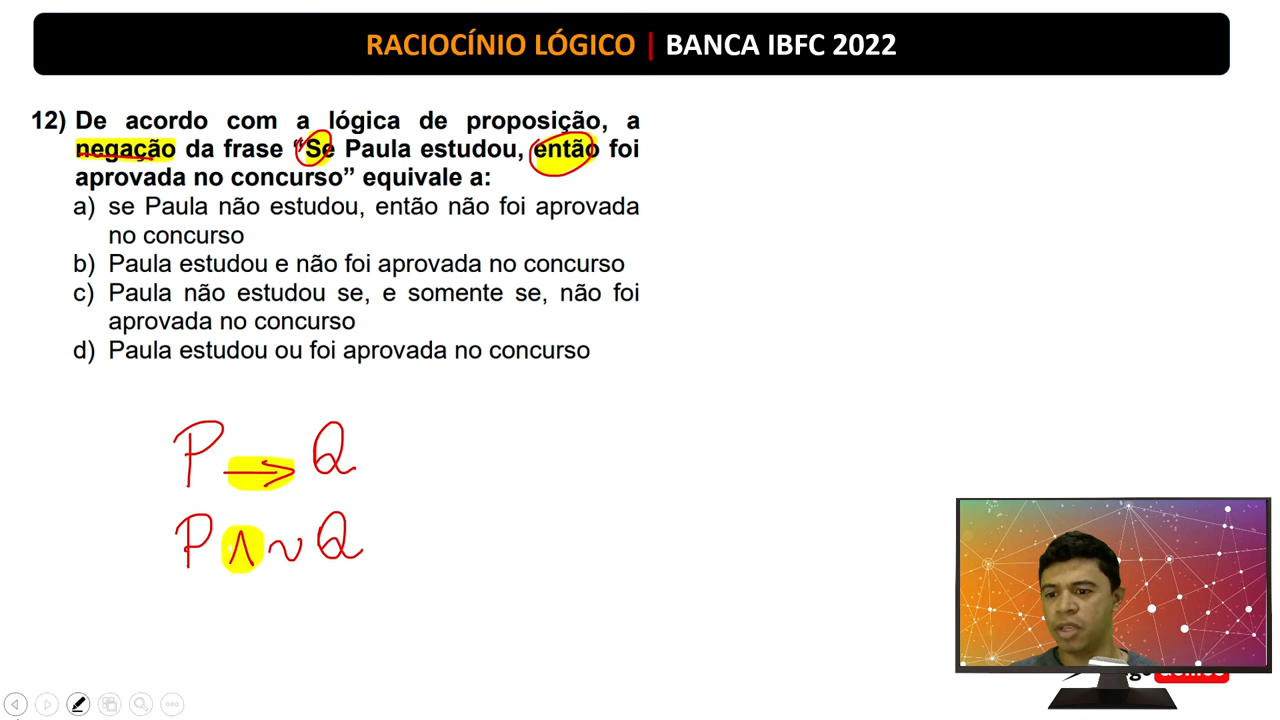 RACIOCÍNIO LÓGICO | BANCA IBFC 2022
12) De acordo com a lógica de proposição, a
negação da frase “Se Paula estudou, então foi
aprovada no concurso” equivale a:
a) se Paula não estudou, então não foi aprovada
no concurso
b) Paula estudou e não foi aprovada no concurso
c) Paula não estudou se, e somente se, não foi
aprovada no concurso
d) Paula estudou ou foi aprovada no concurso
P → Q
P ∧ ~ Q